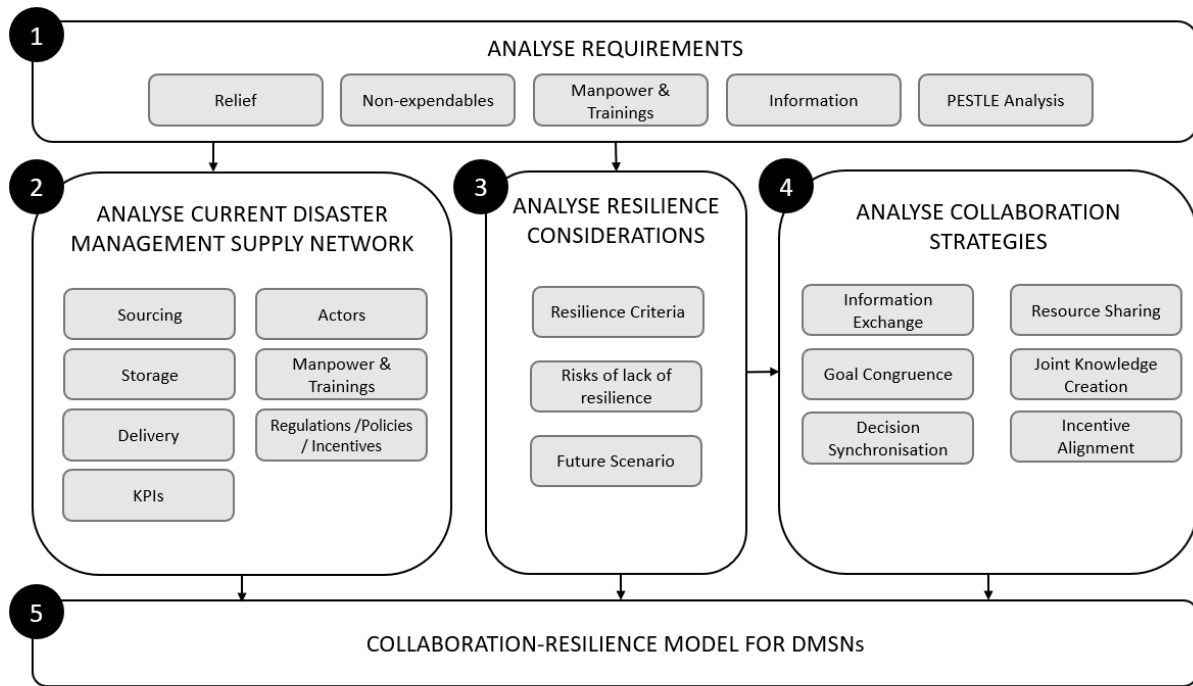 1
ANALYSE REQUIREMENTS
Relief
Non-expendables
Manpower &
Trainings
Information
PESTLE Analysis
2
ANALYSE CURRENT DISASTER
MANAGEMENT SUPPLY NETWORK
Sourcing
Actors
Storage
Manpower &
Trainings
Delivery
Regulations /Policies
/ Incentives
KPIs
3
ANALYSE RESILIENCE
CONSIDERATIONS
Resilience Criteria
Risks of lack of
resilience
Future Scenario
4
ANALYSE COLLABORATION
STRATEGIES
Information
Exchange
Resource Sharing
Goal Congruence
Joint Knowledge
Creation
Decision
Synchronisation
Incentive
Alignment
5
COLLABORATION-RESILIENCE MODEL FOR DMSNs